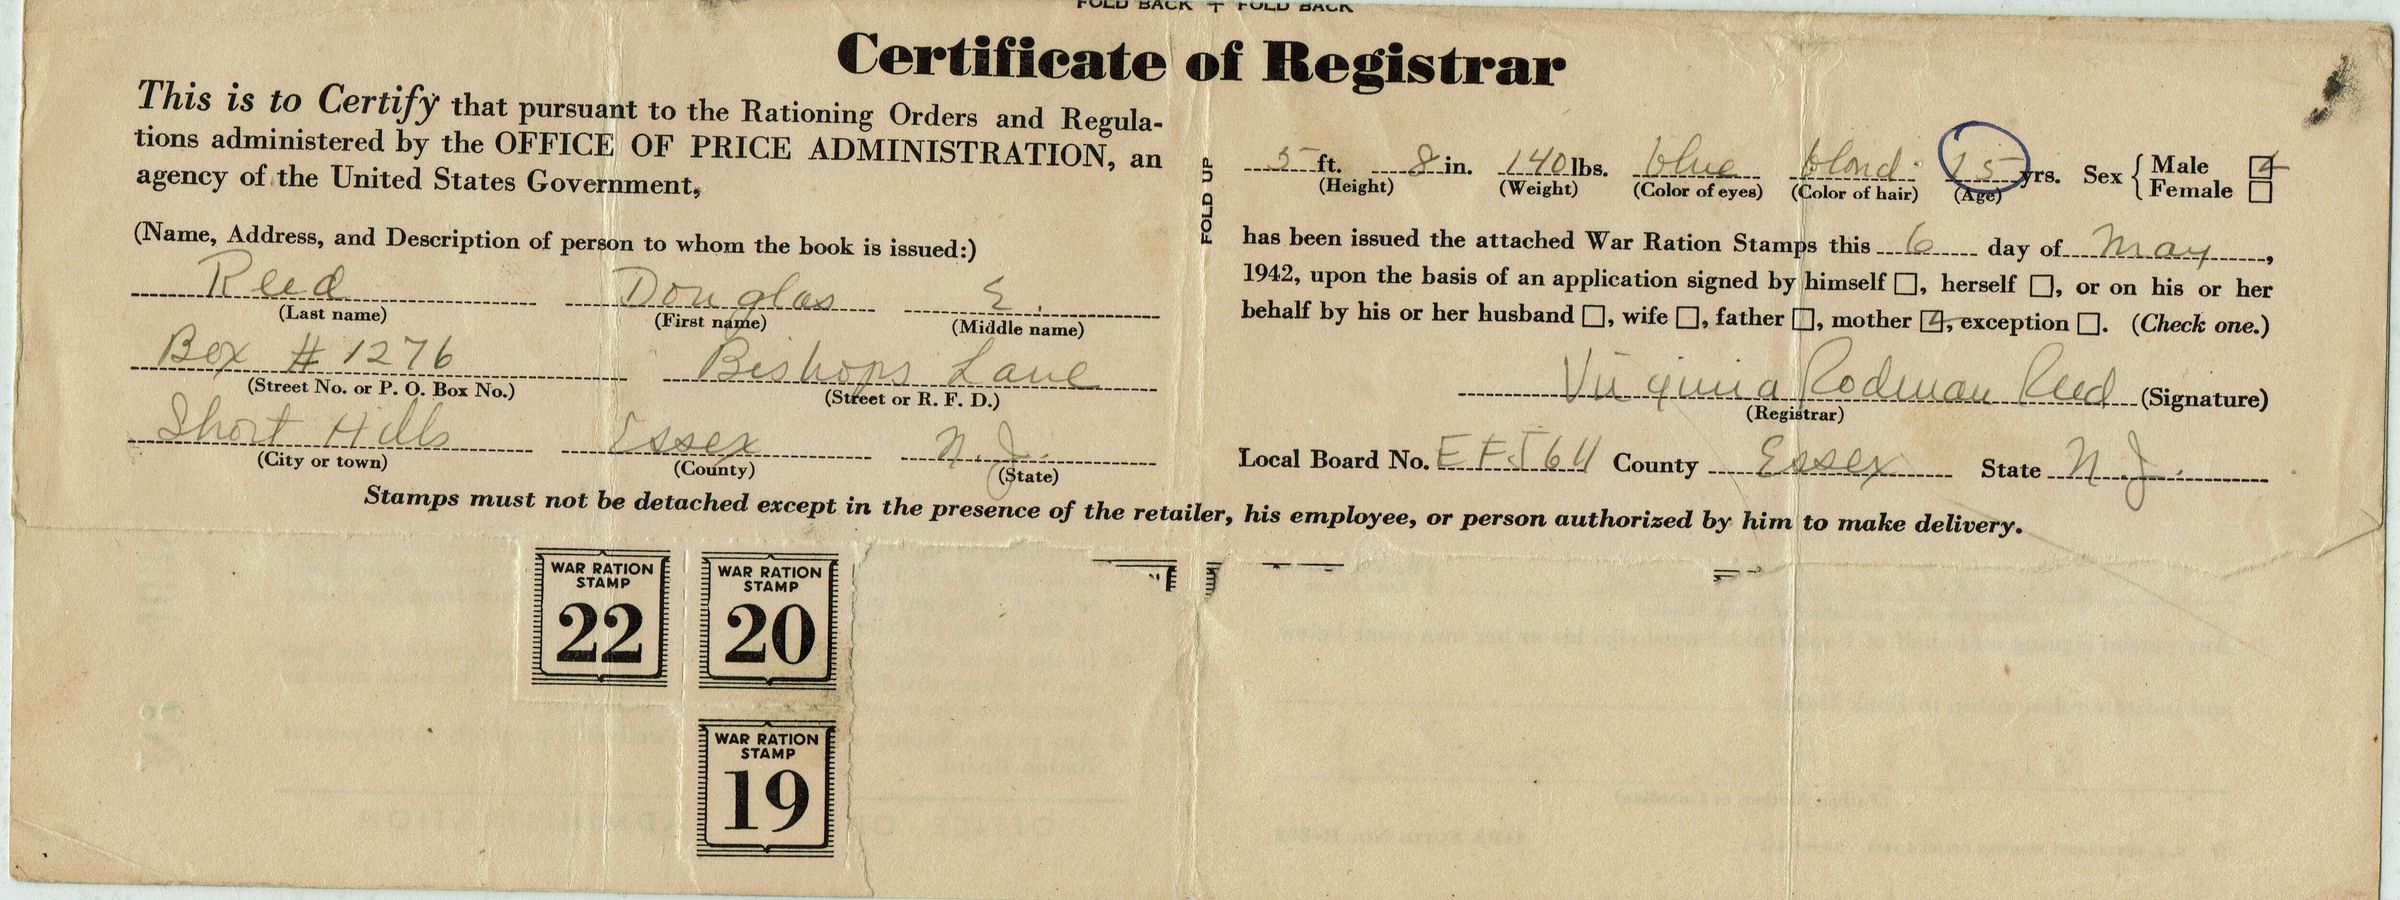 FOLD BACK + FOLD BACK
Certificate of Registrar
This is to Certify that pursuant to the Rationing Orders and Regula-
tions administered by the OFFICE OF PRICE ADMINISTRATION, an
agency of the United States Government,
(Name, Address, and Description of person to whom the book is issued:)
Reed Douglas E.
(Last name) (First name) (Middle name)
Box # 1276 Bishops Lane
(Street No. or P. O. Box No.) (Street or R. F. D.)
Short Hills Essex N.J.
(City or town) (County) (State)
FOLD UP
5 ft. 8 in. 140 lbs. blue blond 15 yrs. Sex { Male
(Height) (Weight) (Color of eyes) (Color of hair) (Age) Female
has been issued the attached War Ration Stamps this 6 day of May,
1942, upon the basis of an application signed by himself □, herself □, or on his or her
behalf by his or her husband □, wife □, father □, mother ☑, exception □. (Check one.)
Virginia Rodman Reed (Signature)
(Registrar)
Local Board No. EFJ64 County Essex State N.J.
Stamps must not be detached except in the presence of the retailer, his employee, or person authorized by him to make delivery.
WAR RATION
STAMP
22
WAR RATION
STAMP
20
WAR RATION
STAMP
19